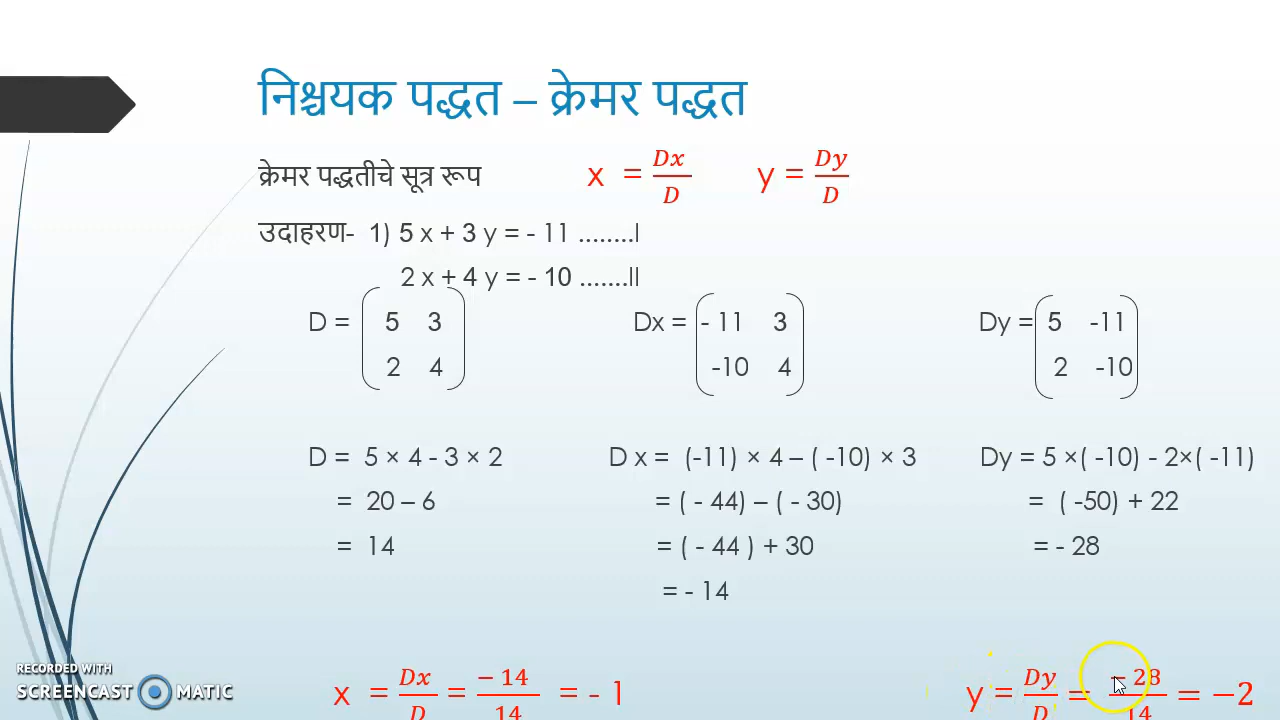 निश्चयक पद्धत – क्रेमर पद्धत
क्रेमर पद्धतीचे सूत्र रूप x = Dx/D y = Dy/D
उदाहरण- 1) 5 x + 3 y = - 11 ........I
2 x + 4 y = - 10 .......II
D = 5 3 Dx = - 11 3 Dy = 5 -11
2 4 -10 4 2 -10
D = 5 × 4 - 3 × 2 D x = (-11) × 4 – ( -10) × 3 Dy = 5 ×( -10) - 2×( -11)
= 20 – 6 = ( - 44) – ( - 30) = ( -50) + 22
= 14 = ( - 44 ) + 30 = - 28
= - 14
x = Dx/D = – 14/14 = - 1 y = Dy/D = – 28/14 = −2
RECORDED WITH
SCREENCAST MATIC